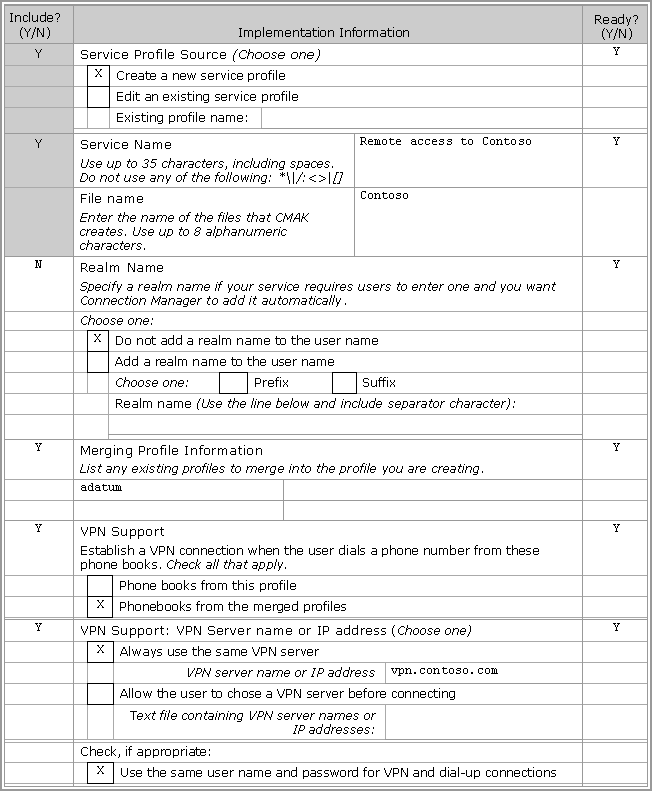 Include? (Y/N) Implementation Information Ready? (Y/N)
Y Service Profile Source (Choose one) Y
X Create a new service profile
Edit an existing service profile
Existing profile name:
Y Service Name Remote access to Contoso Y
Use up to 35 characters, including spaces.
Do not use any of the following: *\|/:<>|[]
File name Contoso
Enter the name of the files that CMAK
creates. Use up to 8 alphanumeric
characters.
N Realm Name Y
Specify a realm name if your service requires users to enter one and you want
Connection Manager to add it automatically.
Choose one:
X Do not add a realm name to the user name
Add a realm name to the user name
Choose one: Prefix Suffix
Realm name (Use the line below and include separator character):
Y Merging Profile Information Y
List any existing profiles to merge into the profile you are creating.
adatum
Y VPN Support Y
Establish a VPN connection when the user dials a phone number from these
phone books. Check all that apply.
Phone books from this profile
X Phonebooks from the merged profiles
Y VPN Support: VPN Server name or IP address (Choose one) Y
X Always use the same VPN server
VPN server name or IP address vpn.contoso.com
Allow the user to chose a VPN server before connecting
Text file containing VPN server names or
IP addresses:
Check, if appropriate:
X Use the same user name and password for VPN and dial-up connections